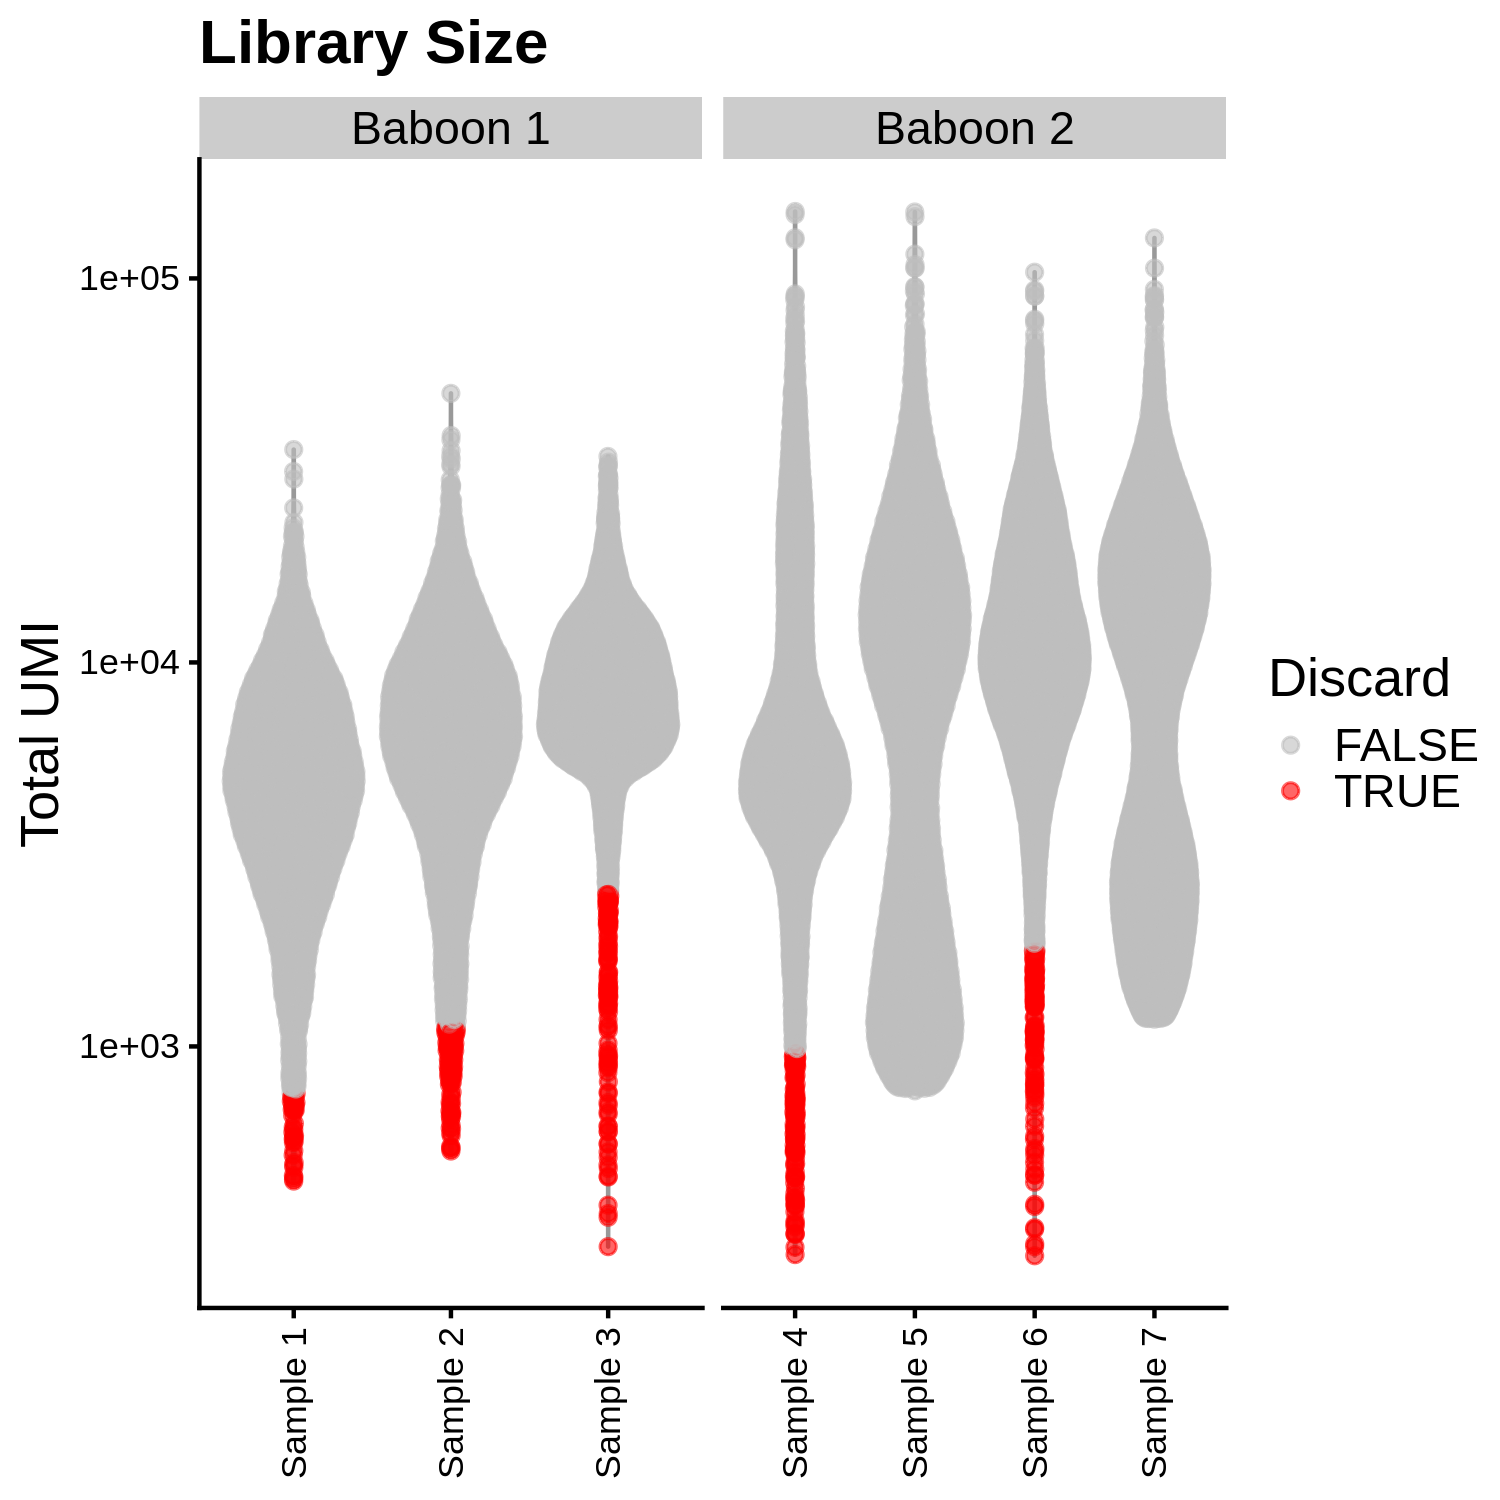 Library Size
Baboon 1
Baboon 2
Total UMI
1e+05
1e+04
1e+03
Sample 1
Sample 2
Sample 3
Sample 4
Sample 5
Sample 6
Sample 7
Discard
FALSE
TRUE